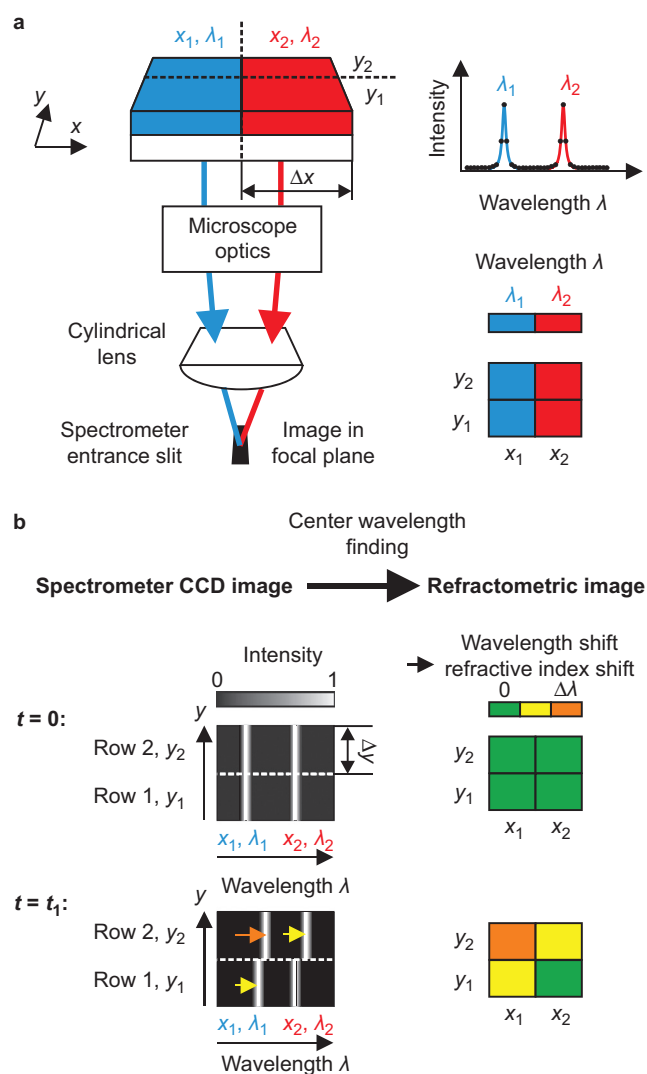 a
x₁, λ₁
x₂, λ₂
y₂
y₁
y
x
Δx
Microscope
optics
Cylindrical
lens
Spectrometer
entrance slit
Image in
focal plane
Intensity
λ₁
λ₂
Wavelength λ
Wavelength λ
λ₁
λ₂
y₂
y₁
x₁
x₂
b
Center wavelength
finding
Spectrometer CCD image
Refractometric image
Intensity
0
1
Wavelength shift
refractive index shift
0
Δλ
t = 0:
y
Row 2, y₂
Row 1, y₁
Δy
x₁, λ₁
x₂, λ₂
Wavelength λ
y₂
y₁
x₁
x₂
t = t₁:
y
Row 2, y₂
Row 1, y₁
x₁, λ₁
x₂, λ₂
Wavelength λ
y₂
y₁
x₁
x₂